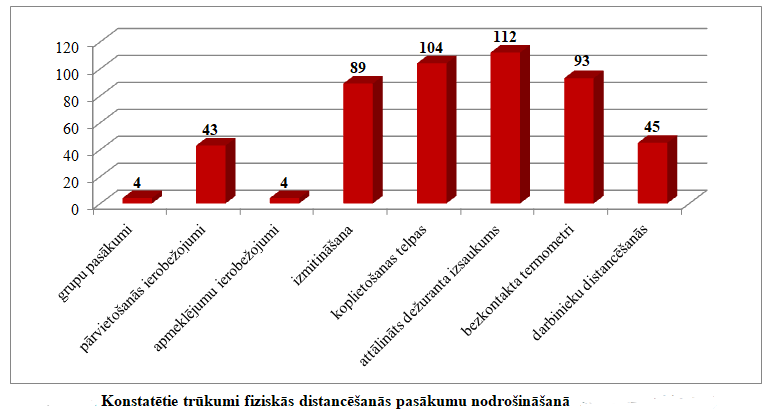 120
100
80
60
40
20
0
4
43
4
89
104
112
93
45
grupu pasākumi
pārvietošanās ierobežojumi
apmeklējumu ierobežojumi
izmitināšana
koplietošanas telpas
attālināts dežuranta izsaukums
bezkontakta termometri
darbinieku distancēšanās
Konstatētie trūkumi fiziskās distancēšanās pasākumu nodrošināšanā